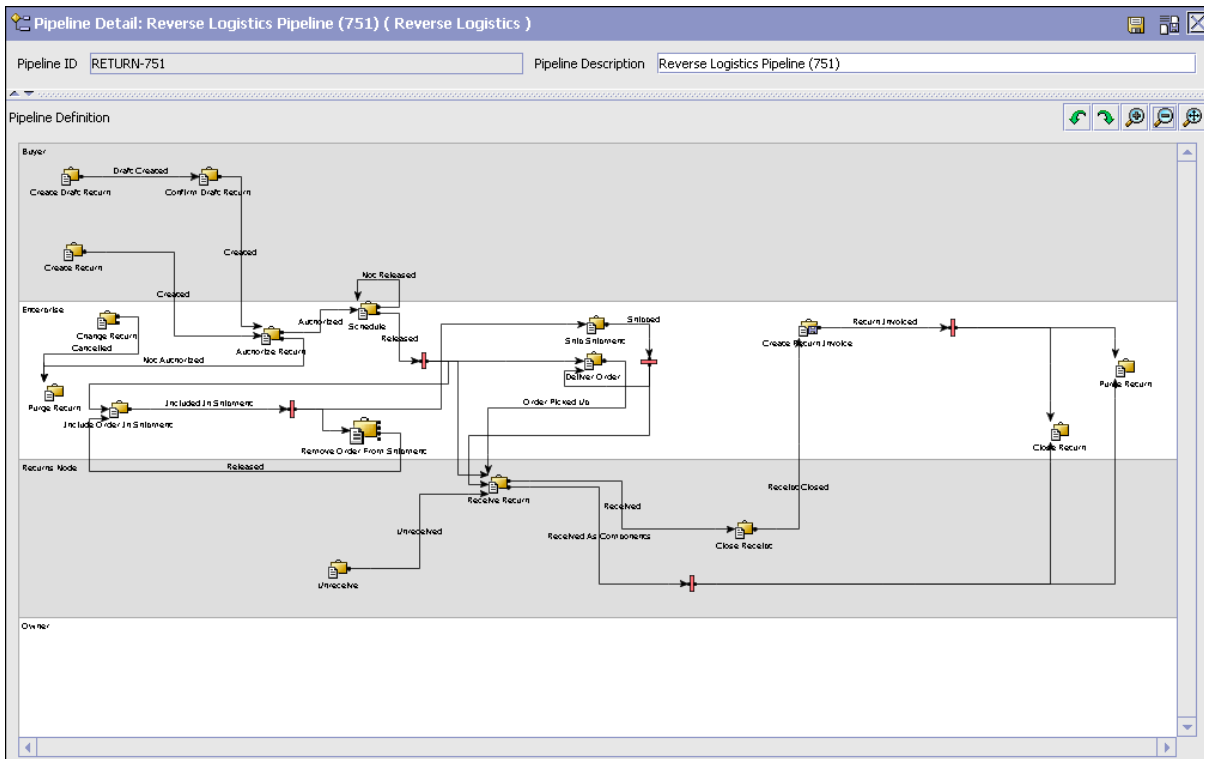 Pipeline Detail: Reverse Logistics Pipeline (751) ( Reverse Logistics )
Pipeline ID RETURN-751 Pipeline Description Reverse Logistics Pipeline (751)
Pipeline Definition
Buyer
Draft Created
Create Draft Return
Confirm Draft Return
Created
Create Return
Created
Not Released
Enterprise
Change Return
Cancelled
Not Authorized
Authorize Return
Authorized
Schedule
Released
Shipped
Ship Shipment
Deliver Order
Order Picked Up
Create Return Invoice
Return Invoiced
Purge Return
Purge Return
Included In Shipment
Include Order In Shipment
Remove Order From Shipment
Close Return
Returns Node
Released
Receive Return
Received
Receipt Closed
Unreceived
Received As Components
Close Receipt
Unreceive
Owner